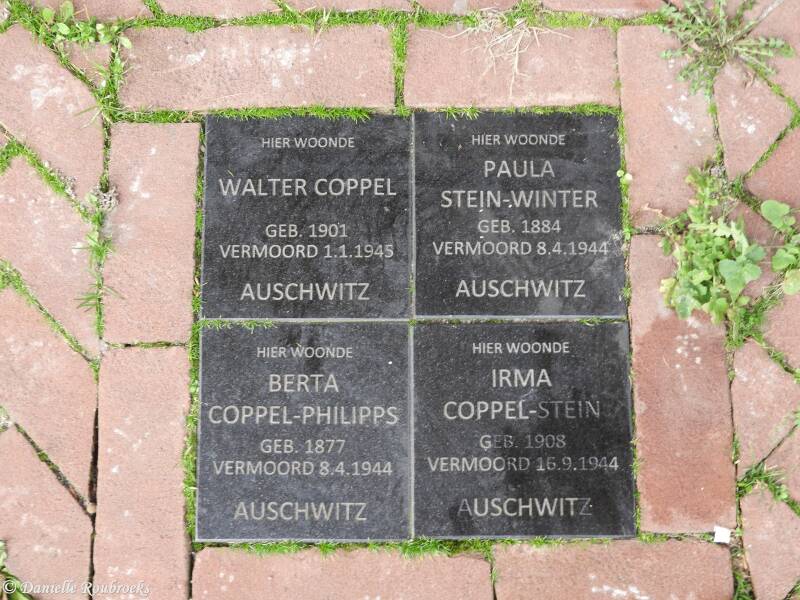 HIER WOONDE
WALTER COPPEL
GEB. 1901
VERMOORD 1.1.1943
AUSCHWITZ
HIER WOONDE
PAULA
STEIN-WINTER
GEB. 1884
VERMOORD 8.4.1944
AUSCHWITZ
HIER WOONDE
BERTA
COPPEL-PHILIPPS
GEB. 1877
VERMOORD 8.4.1944
AUSCHWITZ
HIER WOONDE
IRMA
COPPEL-STEIN
GEB. 1908
VERMOORD 16.9.1944
AUSCHWITZ
© Danielle Roubroeks